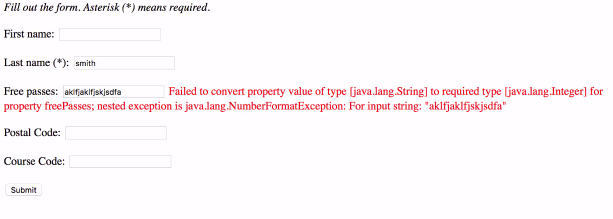 Fill out the form. Asterisk (*) means required.
First name:
Last name (*): smith
Free passes: aklfjaklfjskjsdfa Failed to convert property value of type [java.lang.String] to required type [java.lang.Integer] for
property freePasses; nested exception is java.lang.NumberFormatException: For input string: "aklfjaklfjskjsdfa"
Postal Code:
Course Code:
Submit